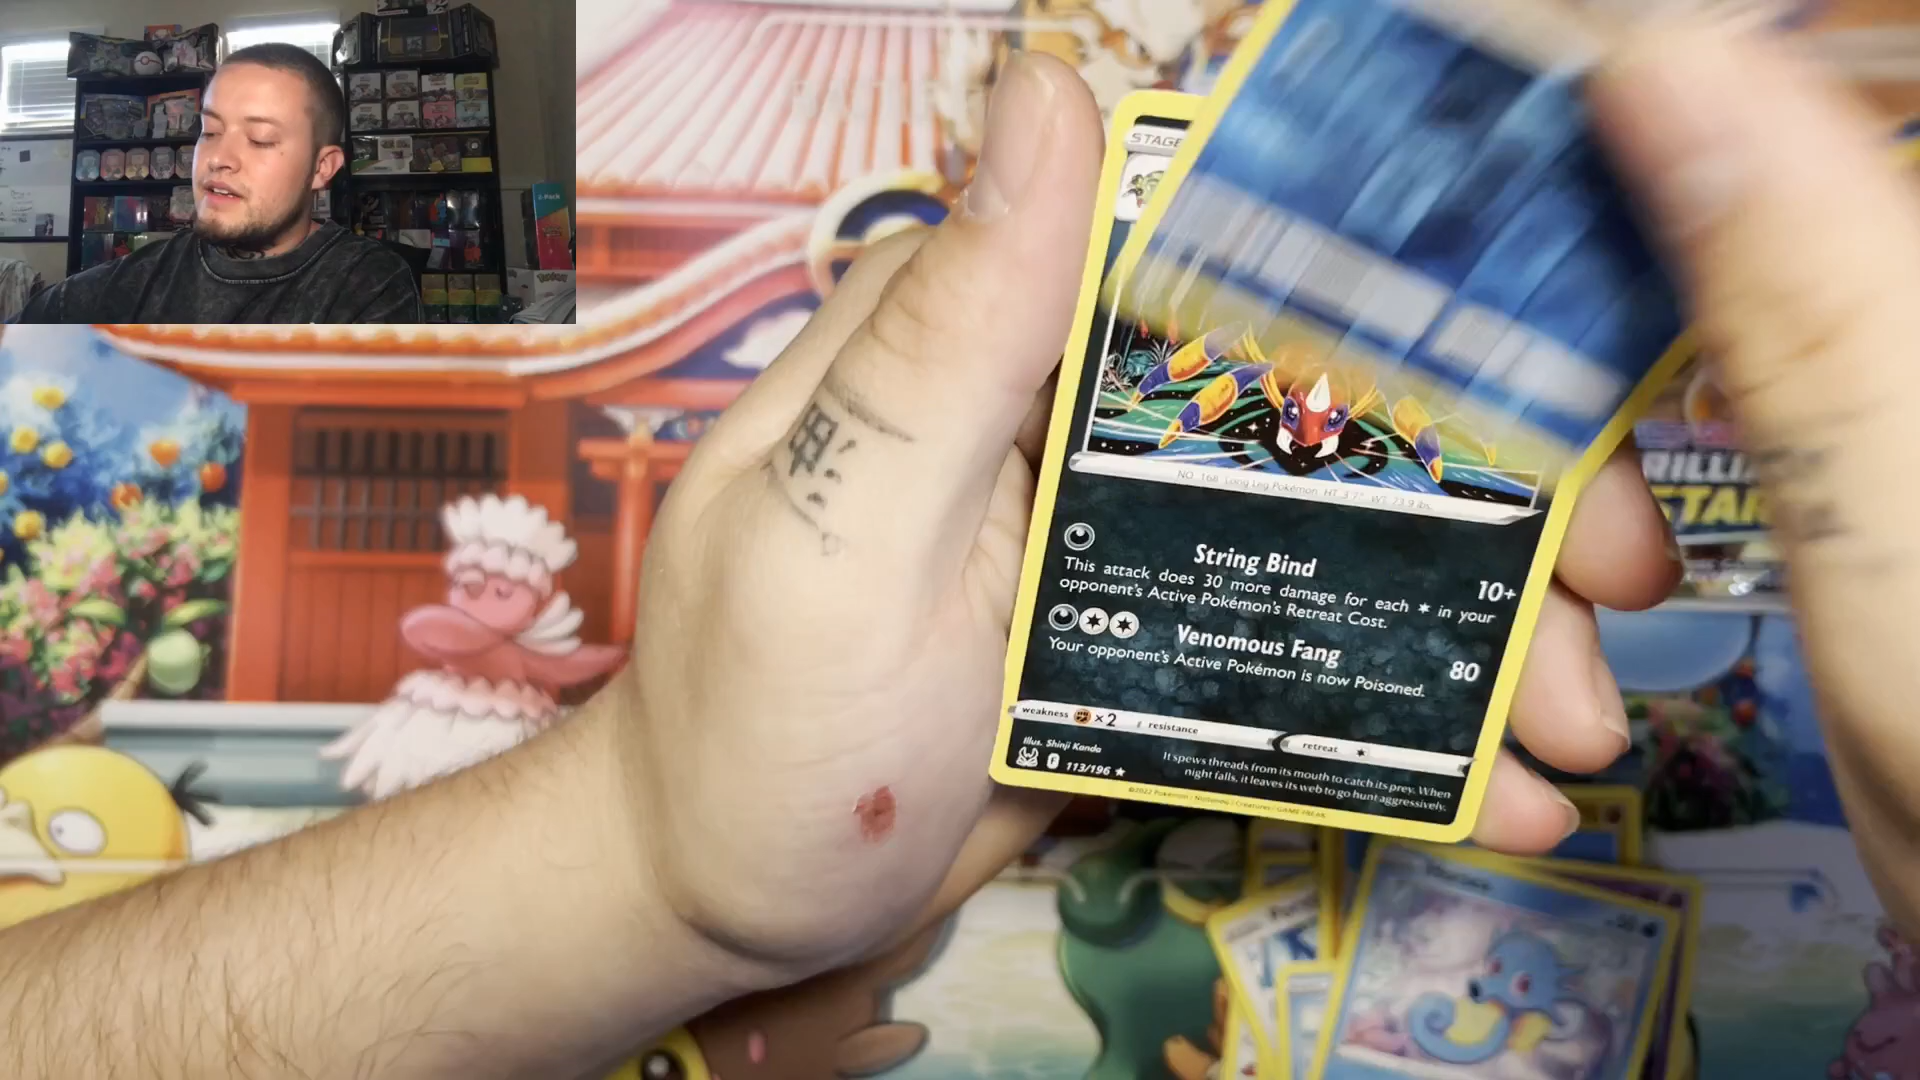 STAGE
NO. 168 Long Leg Pokémon HT 3'7" WT 73.9 lbs.
String Bind
10+
This attack does 30 more damage for each in your
opponent's Active Pokémon's Retreat Cost.
Venomous Fang
80
Your opponent's Active Pokémon is now Poisoned.
weakness ×2 resistance retreat
Illus. Shinji Kanda
F 113/196 ★
It spews threads from its mouth to catch its prey. When
night falls, it leaves its web to go hunt aggressively.
©2022 Pokémon / Nintendo / Creatures / GAME FREAK